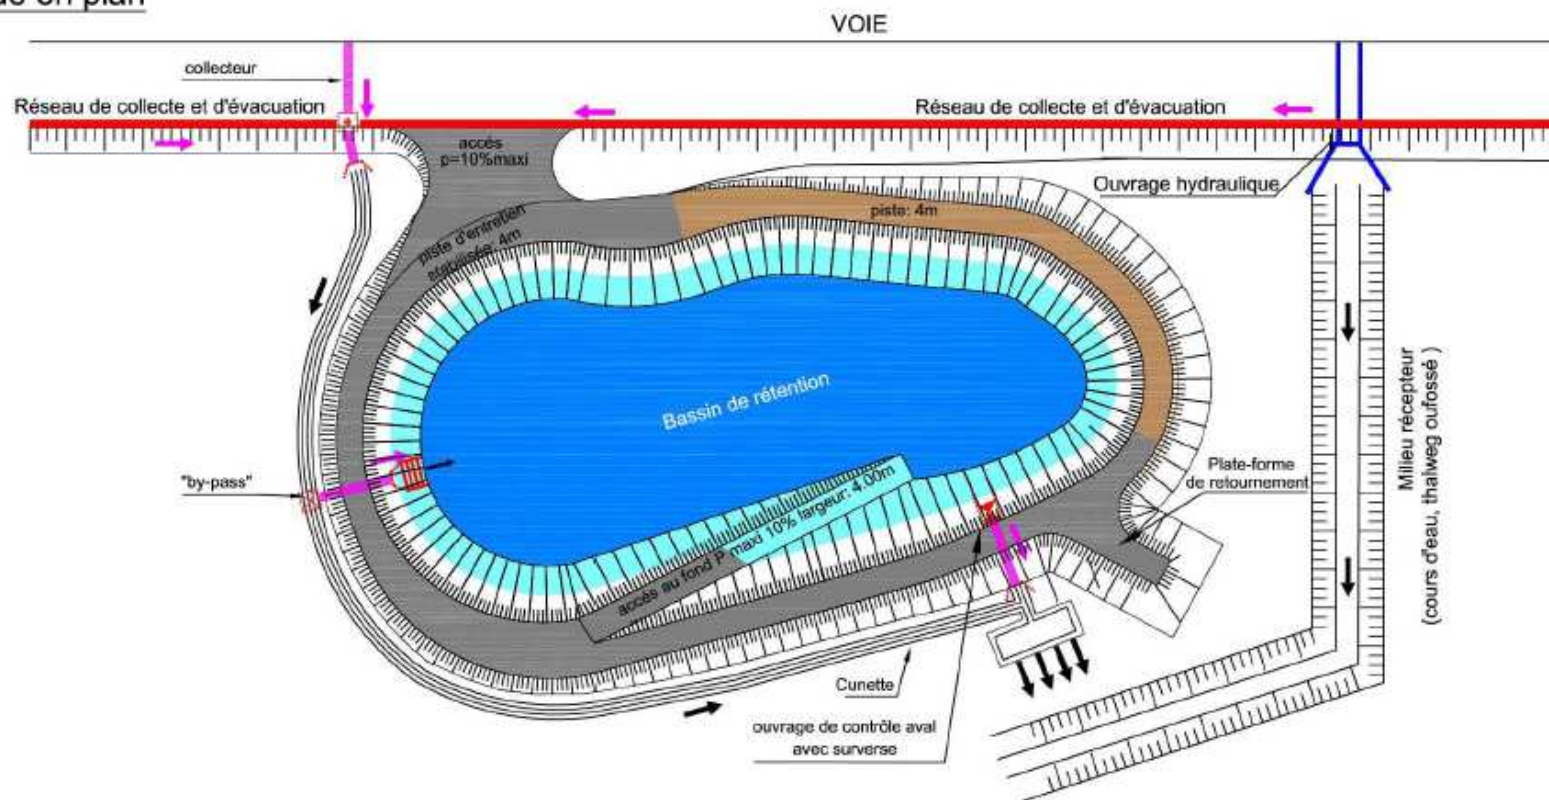 en plan
VOIE
collecteur
Réseau de collecte et d'évacuation
Réseau de collecte et d'évacuation
accès
p=10%maxi
Ouvrage hydraulique
piste: 4m
piste d'entretien
stabilisée: 4m
Bassin de rétention
Milieu récepteur
(cours d'eau, thalweg oufossé )
"by-pass"
Plate-forme
de retournement
accès au fond P maxi 10% largeur: 4.00m
Cunette
ouvrage de contrôle aval
avec surverse